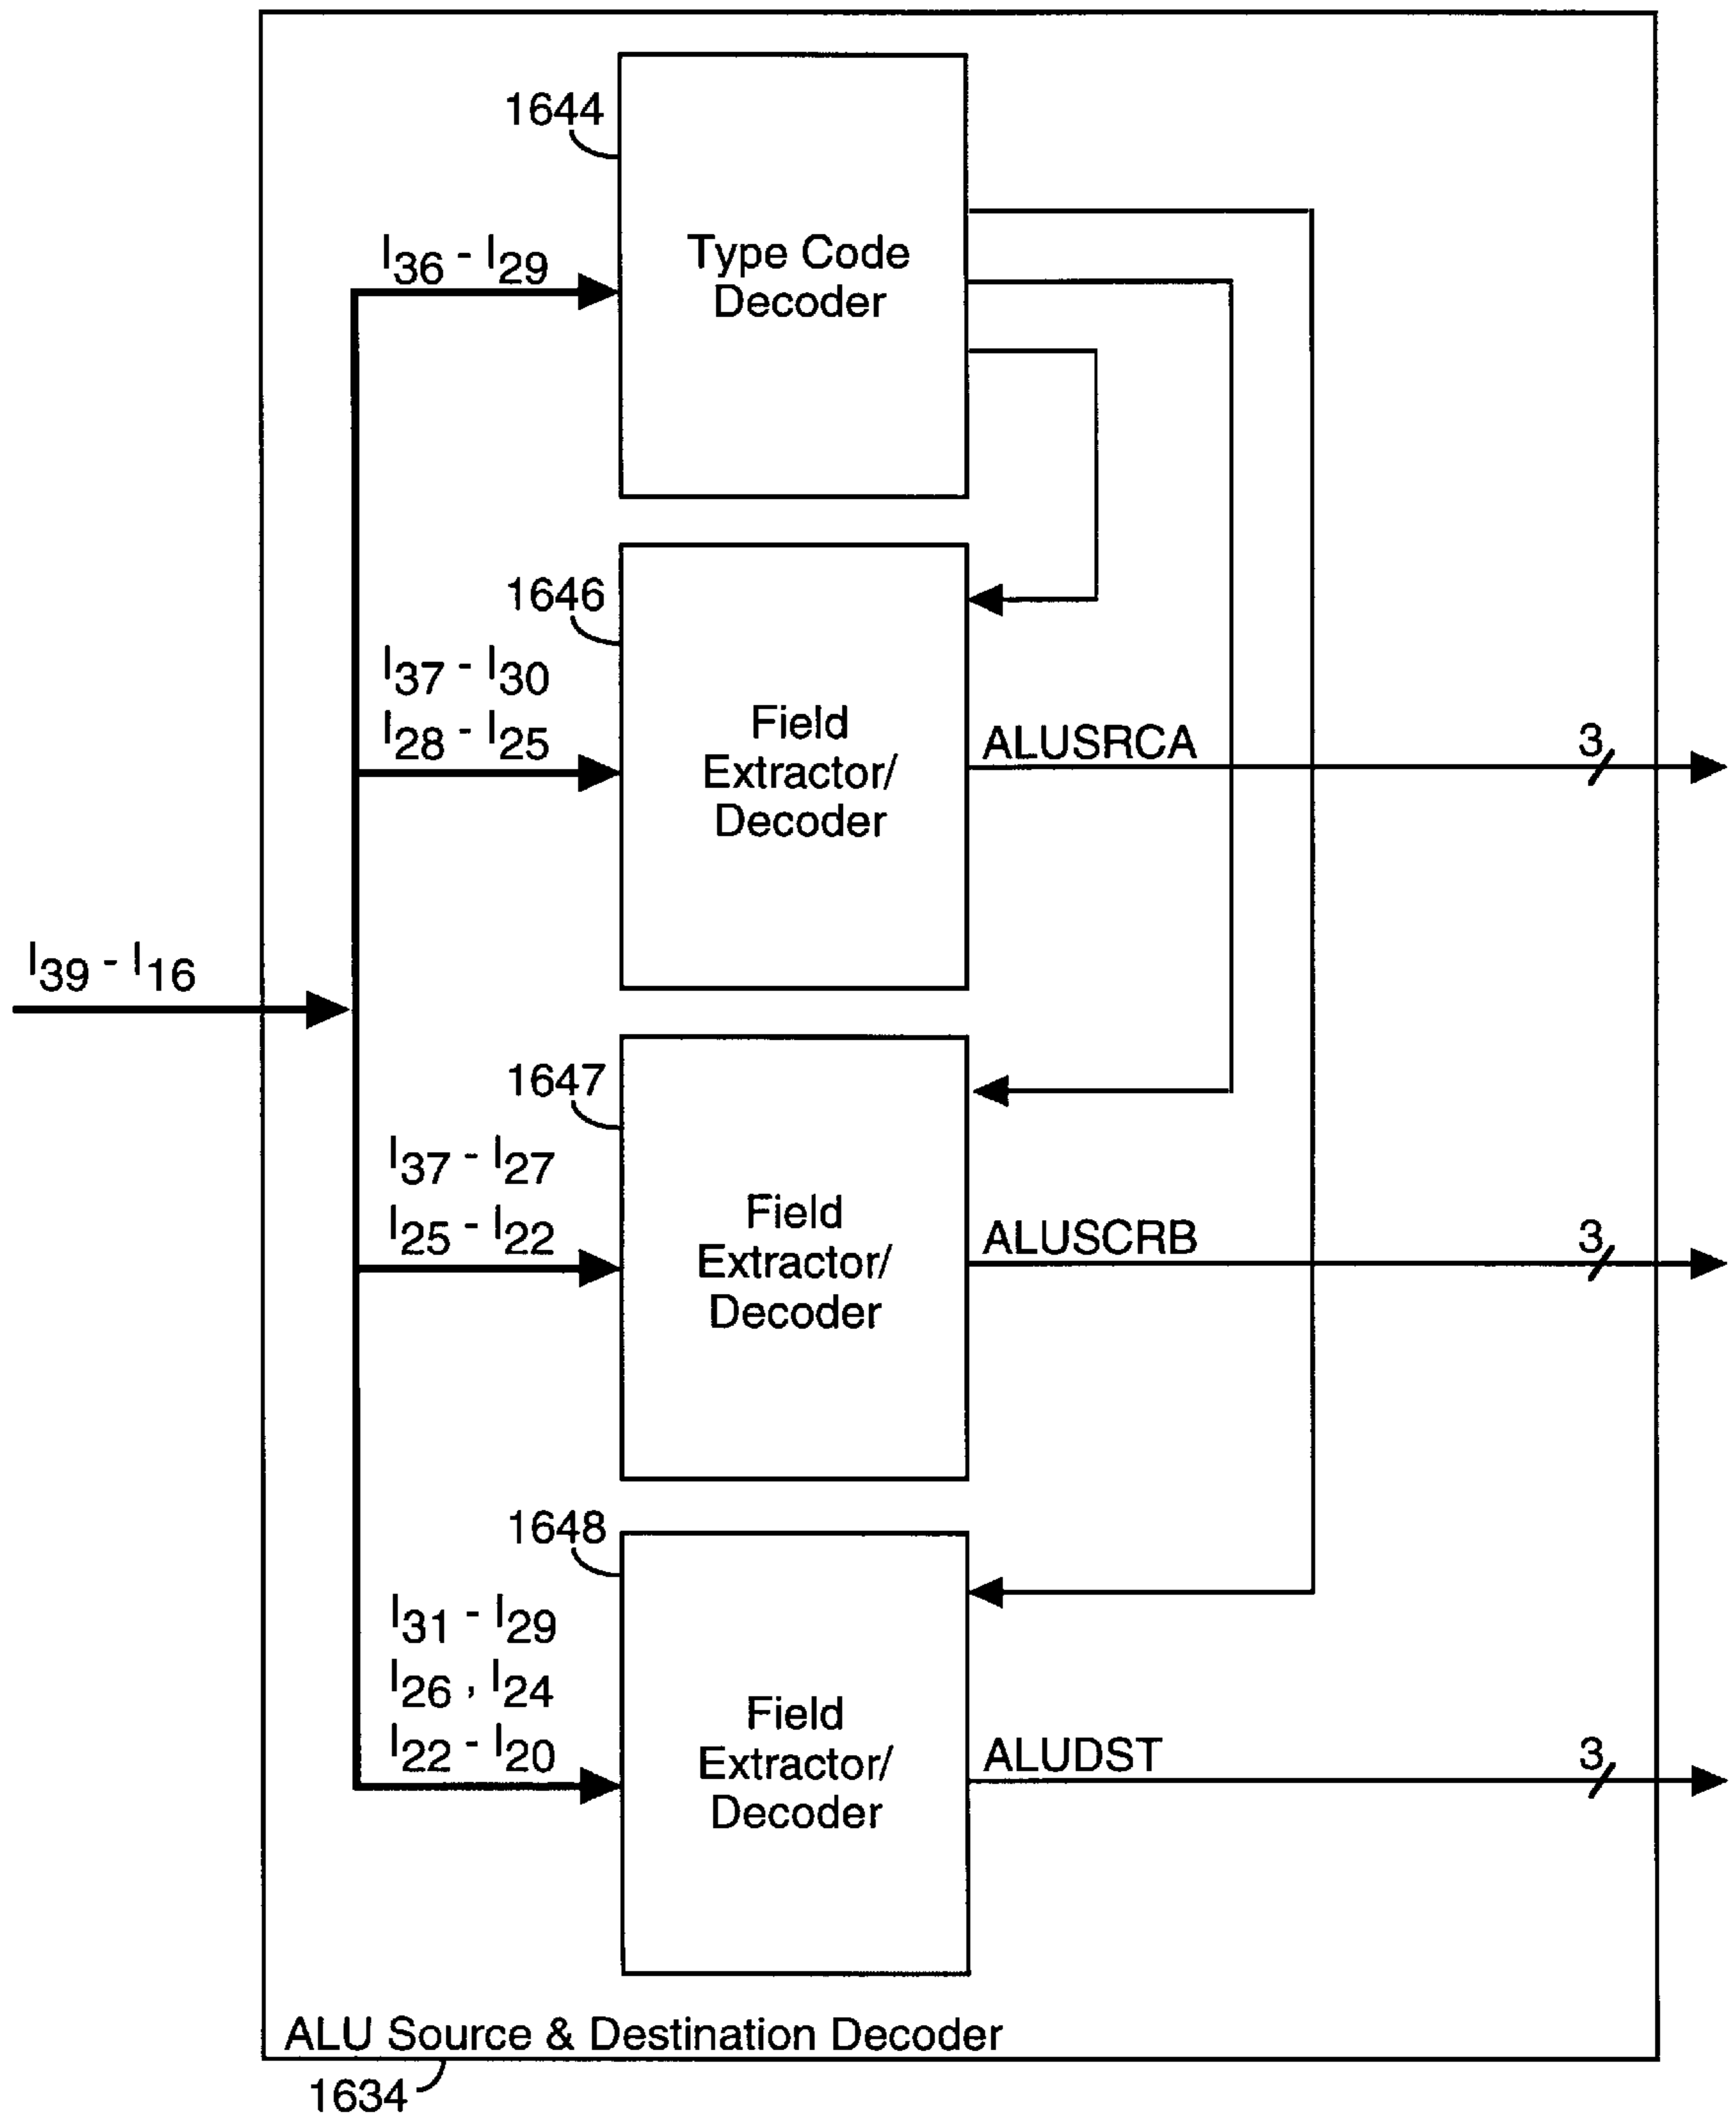 1644
I36 - I29
Type Code
Decoder
1646
I37 - I30
I28 - I25
Field
Extractor/
Decoder
ALUSRCA
3
I39 - I16
1647
I37 - I27
I25 - I22
Field
Extractor/
Decoder
ALUSCRB
3
1648
I31 - I29
I26 , I24
I22 - I20
Field
Extractor/
Decoder
ALUDST
3
ALU Source & Destination Decoder
1634